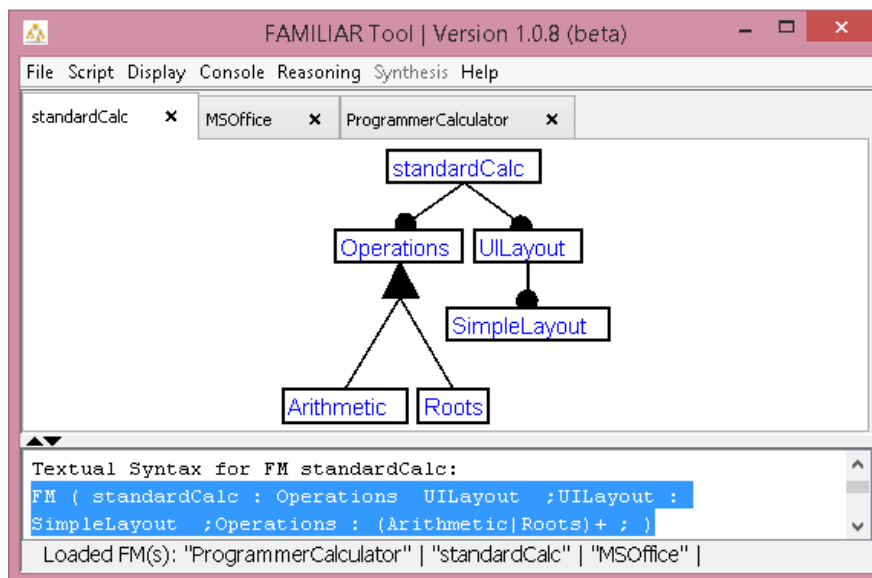 FAMILIAR Tool | Version 1.0.8 (beta)
File Script Display Console Reasoning Synthesis Help
standardCalc x MSOffice x ProgrammerCalculator x
standardCalc
Operations UILayout
SimpleLayout
Arithmetic Roots
Textual Syntax for FM standardCalc:
FM ( standardCalc : Operations UILayout ;UILayout :
SimpleLayout ;Operations : (Arithmetic|Roots)+ ; )
Loaded FM(s): "ProgrammerCalculator" | "standardCalc" | "MSOffice" |